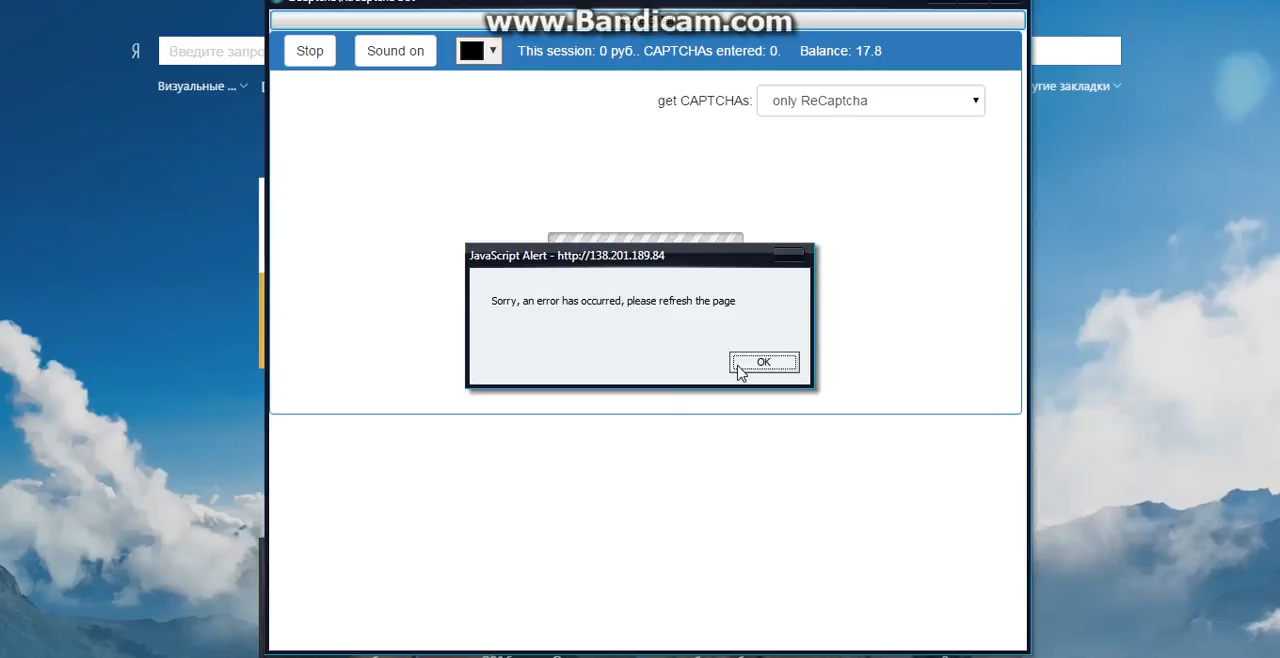 www.Bandicam.com
Я
Введите запро
Визуальные ...
Stop
Sound on
This session: 0 руб.. CAPTCHAs entered: 0.
Balance: 17.8
угие закладки
get CAPTCHAs:
only ReCaptcha
JavaScript Alert - http://138.201.189.84
Sorry, an error has occurred, please refresh the page
OK